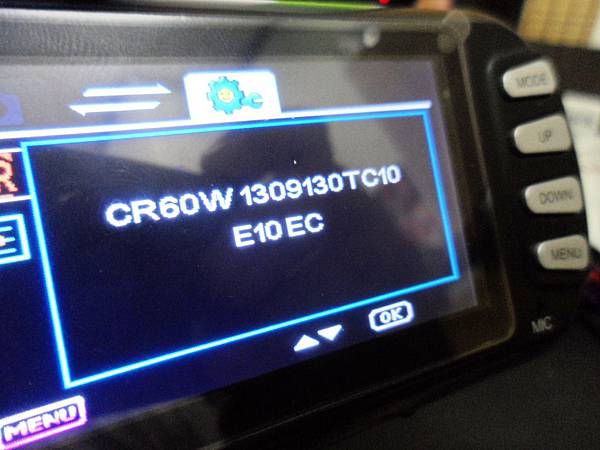 CR60W 1309130TC10
E10 EC
OK
MENU
MODE
UP
DOWN
MENU
MIC